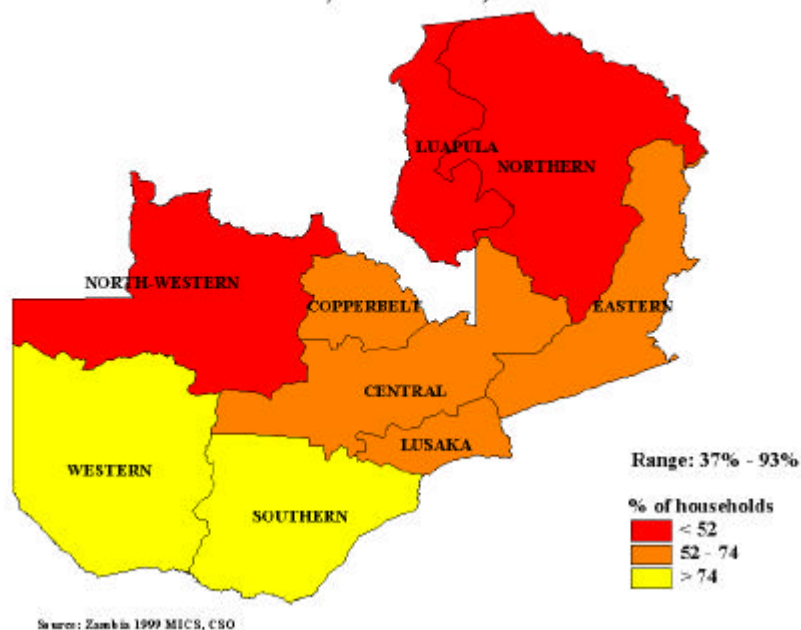 LUAPULA
NORTHERN
NORTH-WESTERN
COPPERBELT
EASTERN
CENTRAL
LUSAKA
WESTERN
SOUTHERN
Range: 37% - 93%
% of households
< 52
52 - 74
> 74
Source: Zambia 1999 MICS, CSO